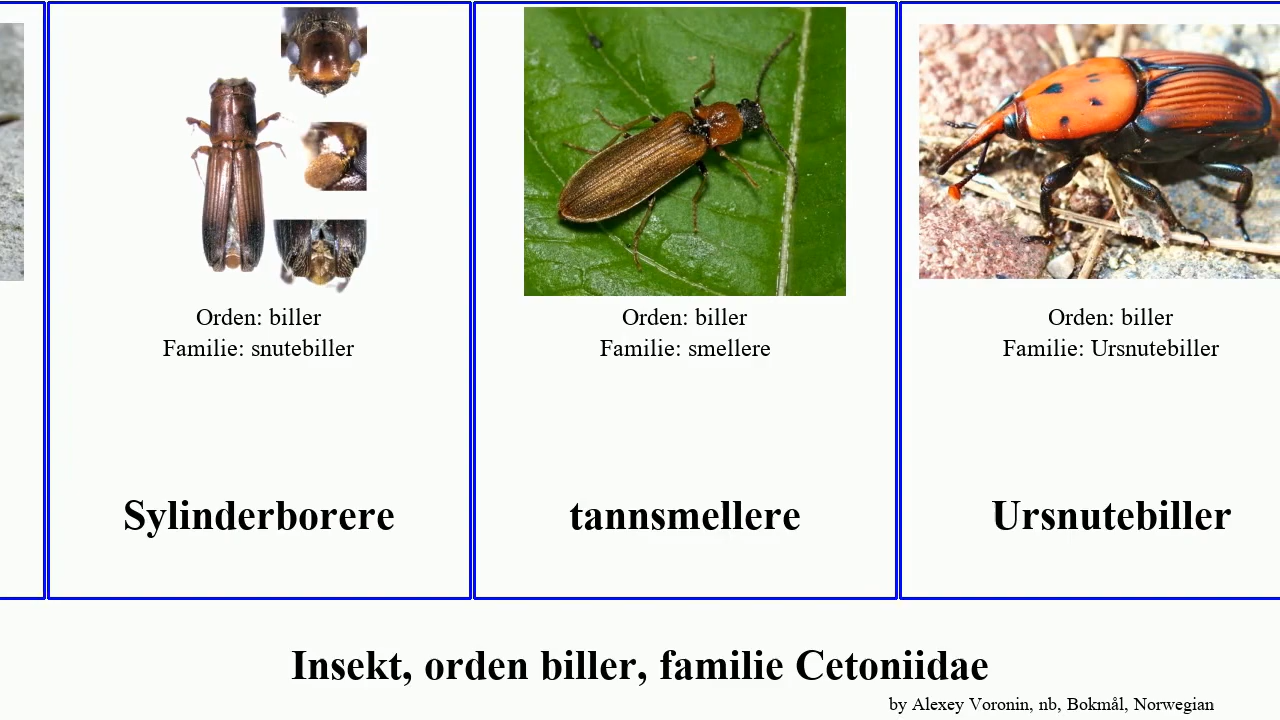 Orden: biller
Familie: snutebiller
Sylinderborere
Orden: biller
Familie: smellere
tannsmellere
Orden: biller
Familie: Ursnutebiller
Ursnutebiller
Insekt, orden biller, familie Cetoniidae
by Alexey Voronin, nb, Bokmål, Norwegian